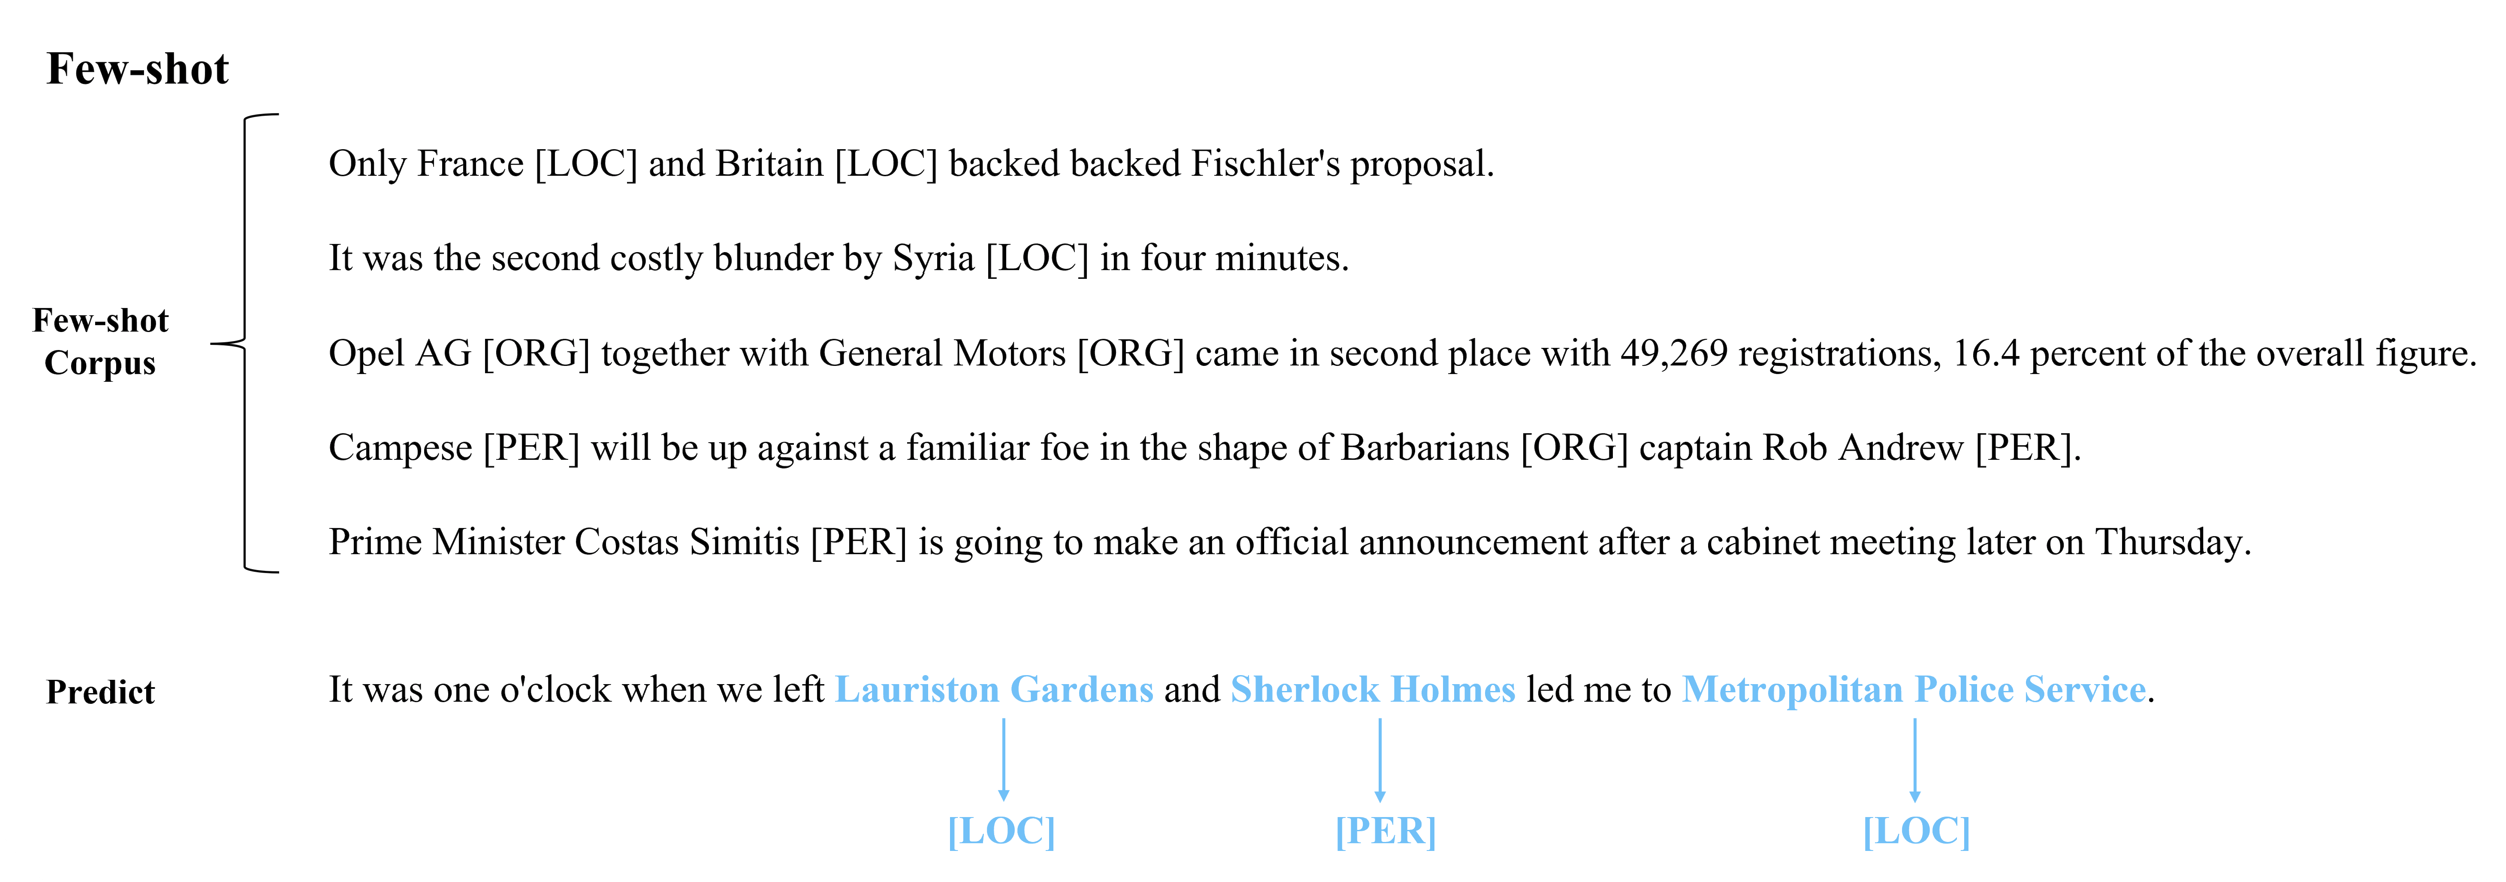 Few-shot
Few-shot
Corpus
Only France [LOC] and Britain [LOC] backed backed Fischler's proposal.
It was the second costly blunder by Syria [LOC] in four minutes.
Opel AG [ORG] together with General Motors [ORG] came in second place with 49,269 registrations, 16.4 percent of the overall figure.
Campese [PER] will be up against a familiar foe in the shape of Barbarians [ORG] captain Rob Andrew [PER].
Prime Minister Costas Simitis [PER] is going to make an official announcement after a cabinet meeting later on Thursday.
Predict
It was one o'clock when we left Lauriston Gardens and Sherlock Holmes led me to Metropolitan Police Service.
[LOC] [PER] [LOC]